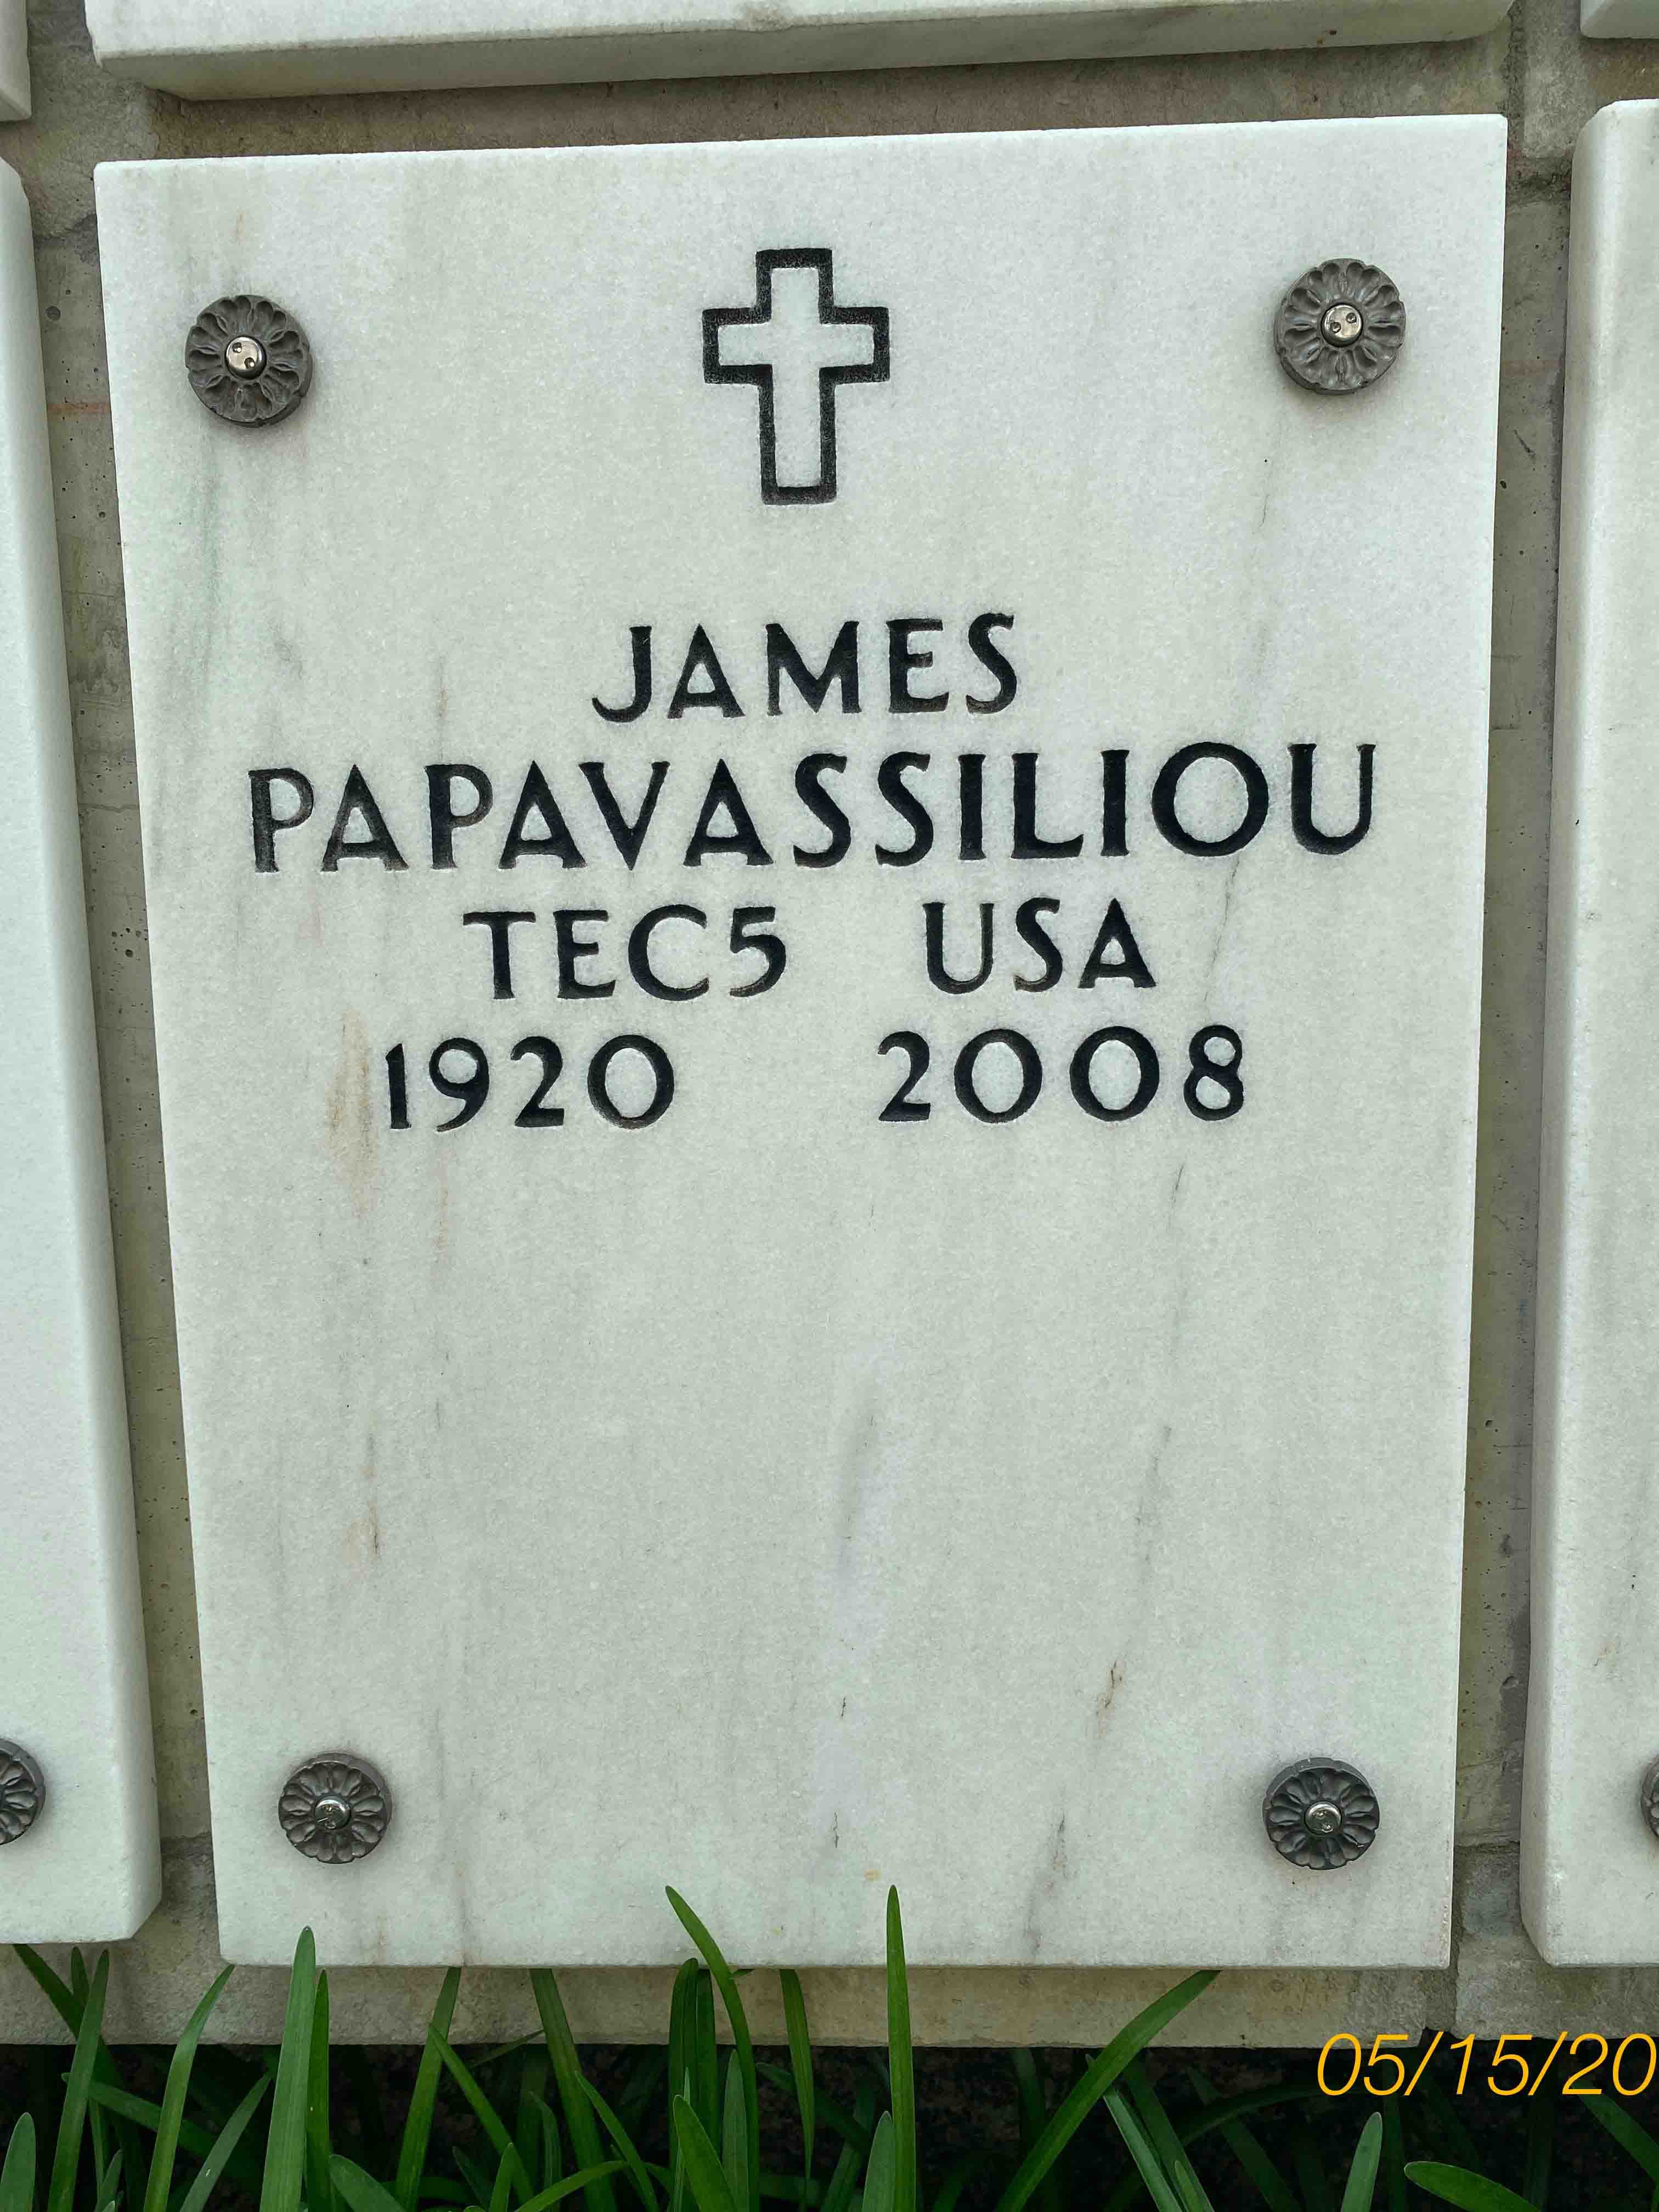 JAMES
PAPAVASSILIOU
TEC5 USA
1920 2008
05/15/20